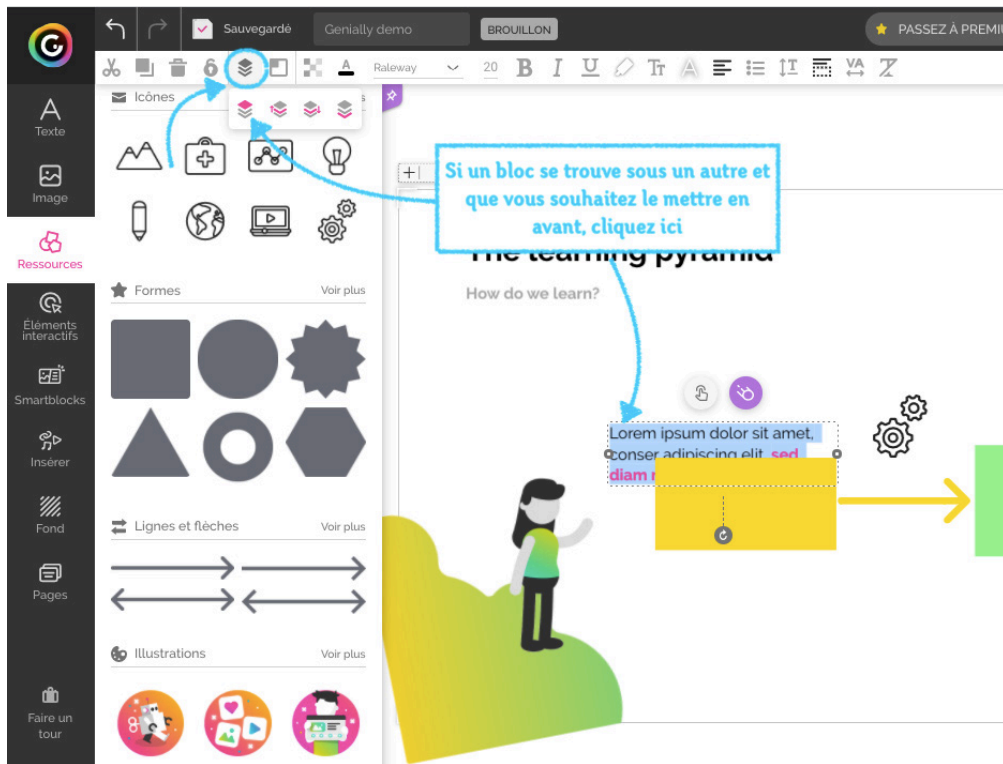 Sauvegardé
Genially demo
BROUILLON
PASSEZ À PREMIU
Raleway
20
B I U Tr A VA
Icônes
s
Texte
Image
Ressources
Éléments
interactifs
Smartblocks
Insérer
Fond
Pages
Faire un
tour
Formes
Voir plus
Lignes et flèches
Voir plus
Illustrations
Voir plus
Si un bloc se trouve sous un autre et
que vous souhaitez le mettre en
avant, cliquez ici
The learning pyramid
How do we learn?
Lorem ipsum dolor sit amet,
conser adipiscing elit, sed
diam